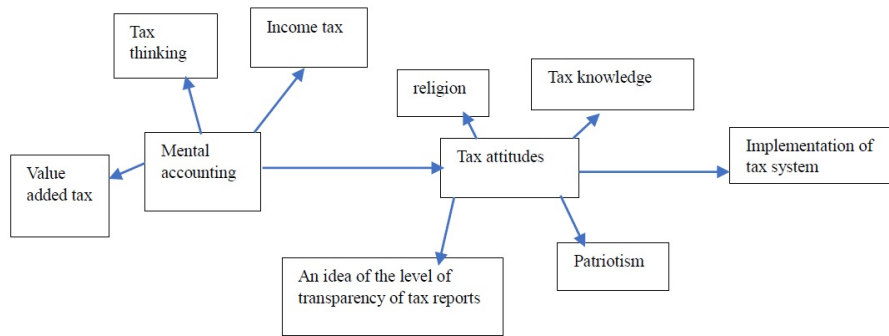 Tax
thinking
Income tax
religion
Tax knowledge
Value
added tax
Mental
accounting
Tax attitudes
Implementation of
tax system
An idea of the level of
transparency of tax reports
Patriotism